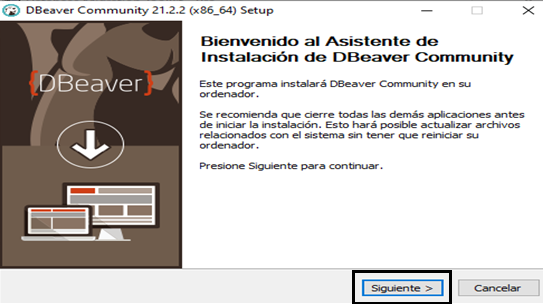 DBeaver Community 21.2.2 (x86_64) Setup
Bienvenido al Asistente de
Instalación de DBeaver Community
{DBeaver}
Este programa instalará DBeaver Community en su
ordenador.
Se recomienda que cierre todas las demás aplicaciones antes
de iniciar la instalación. Esto hará posible actualizar archivos
relacionados con el sistema sin tener que reiniciar su
ordenador.
Presione Siguiente para continuar.
Siguiente >
Cancelar